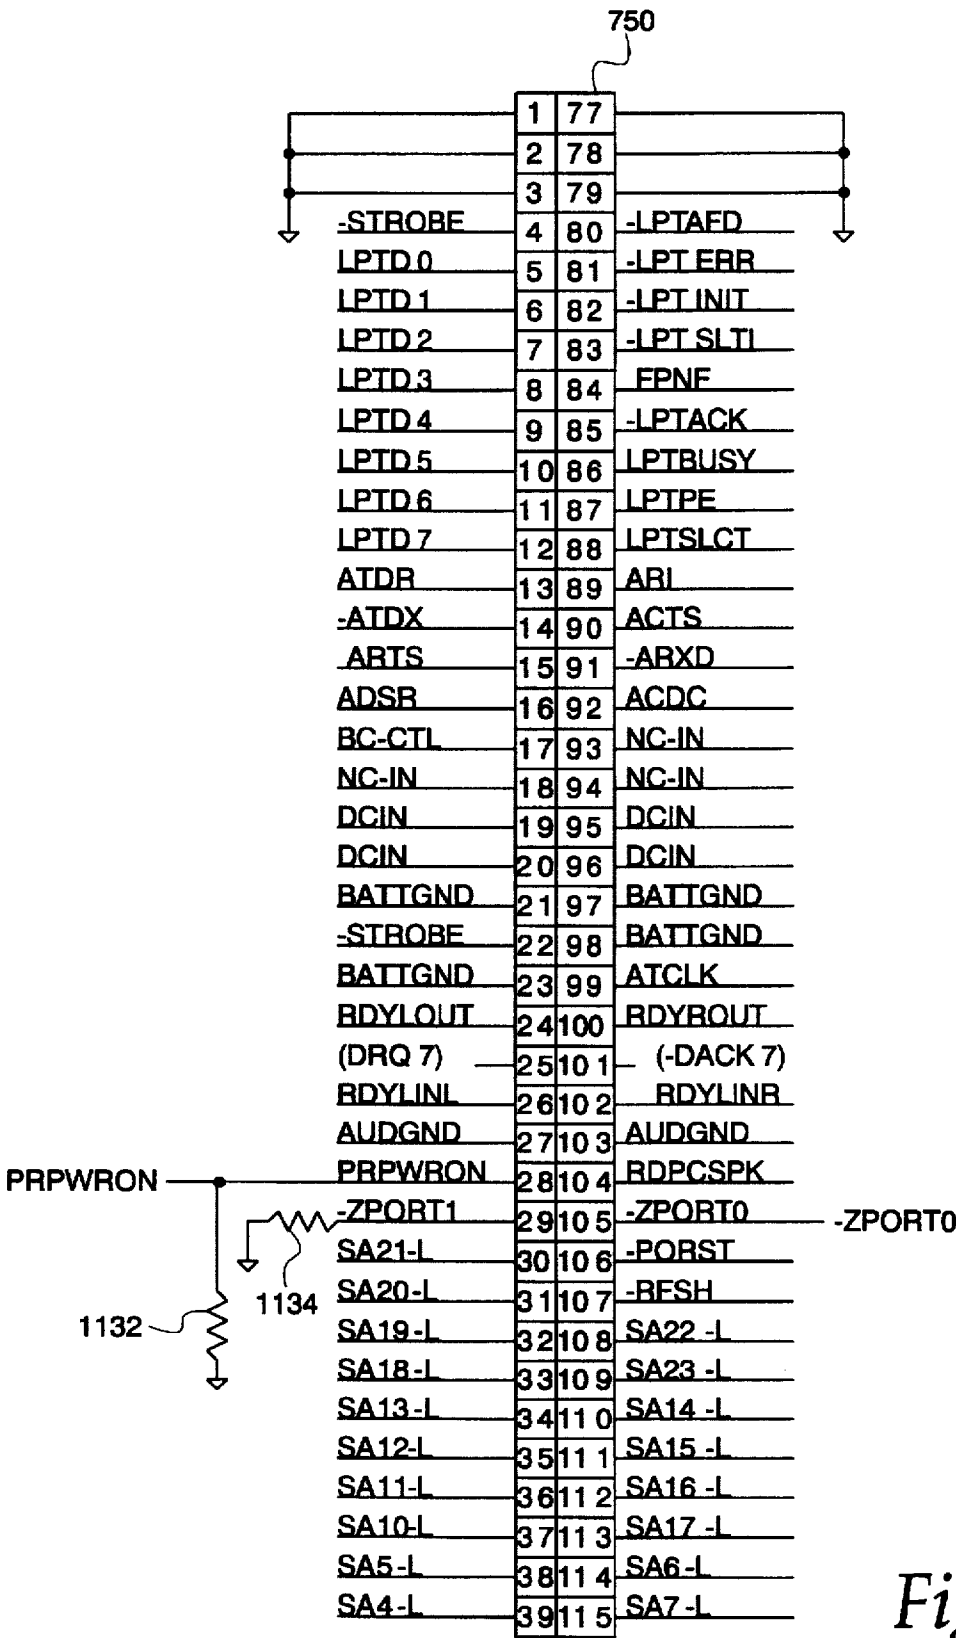 750
1 77
2 78
3 79
-STROBE 4 80 -LPTAFD
LPTD 0 5 81 -LPT ERR
LPTD 1 6 82 -LPT INIT
LPTD 2 7 83 -LPT SLTI
LPTD 3 8 84 FPNF
LPTD 4 9 85 -LPTACK
LPTD 5 10 86 LPTBUSY
LPTD 6 11 87 LPTPE
LPTD 7 12 88 LPTSLCT
ATDR 13 89 ARI
-ATDX 14 90 ACTS
ARTS 15 91 -ARXD
ADSR 16 92 ACDC
BC-CTL 17 93 NC-IN
NC-IN 18 94 NC-IN
DCIN 19 95 DCIN
DCIN 20 96 DCIN
BATTGND 21 97 BATTGND
-STROBE 22 98 BATTGND
BATTGND 23 99 ATCLK
RDYLOUT 24 100 RDYROUT
(DRQ 7) 25 101 (-DACK 7)
RDYLINL 26 102 RDYLINR
AUDGND 27 103 AUDGND
PRPWRON PRPWRON 28 104 RDPCSPK
-ZPORT1 29 105 -ZPORT0 -ZPORT0
SA21-L 30 106 -PORST
1134 SA20-L 31 107 -RFSH
1132 SA19-L 32 108 SA22 -L
SA18-L 33 109 SA23 -L
SA13-L 34 110 SA14 -L
SA12-L 35 111 SA15 -L
SA11-L 36 112 SA16 -L
SA10-L 37 113 SA17 -L
SA5-L 38 114 SA6-L
SA4-L 39 115 SA7-L